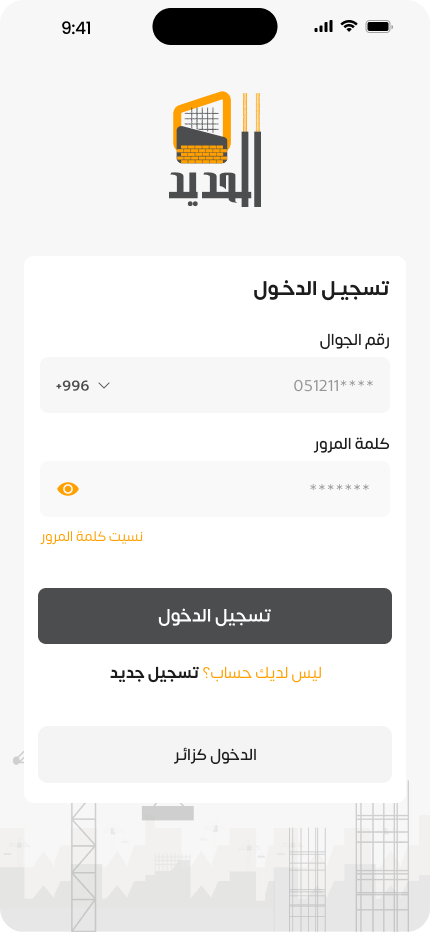 9:41
الحديد
تسجيل الدخول
رقم الجوال
051211**** +996
كلمة المرور
*******
نسيت كلمة المرور
تسجيل الدخول
ليس لديك حساب؟ تسجيل جديد
الدخول كزائر